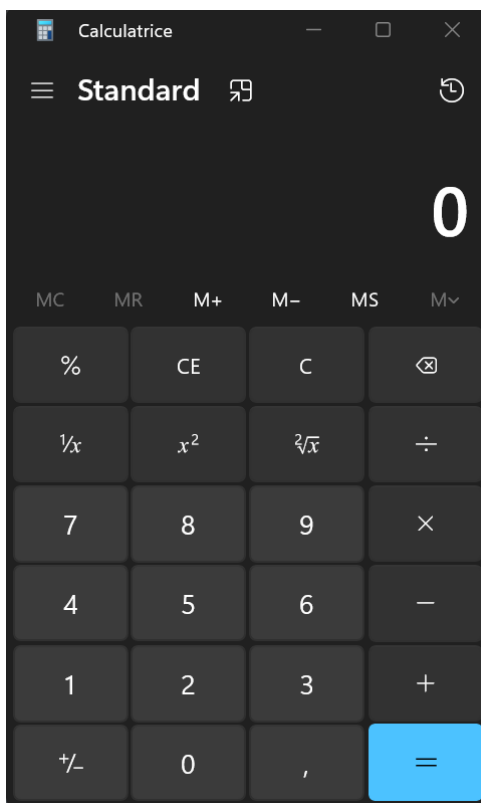 Calculatrice
Standard
0
MC MR M+ M− MS M
% CE C
¹/x x² ²√x ÷
7 8 9 ×
4 5 6 −
1 2 3 +
+/− 0 , =